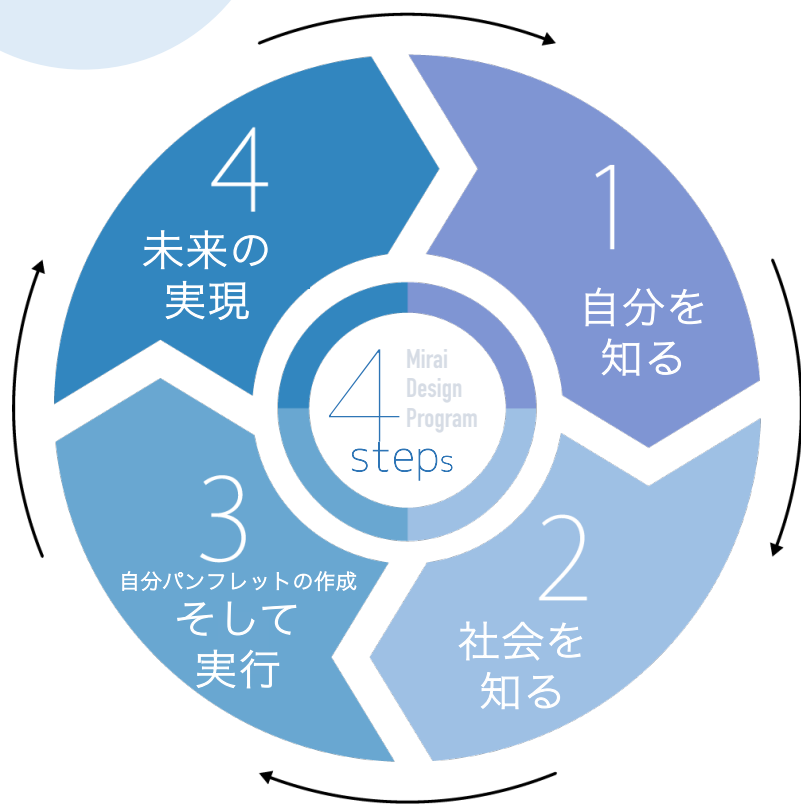 1
自分を
知る
2
社会を
知る
3
自分パンフレットの作成
そして
実行
4
未来の
実現
4
steps
Mirai
Design
Program